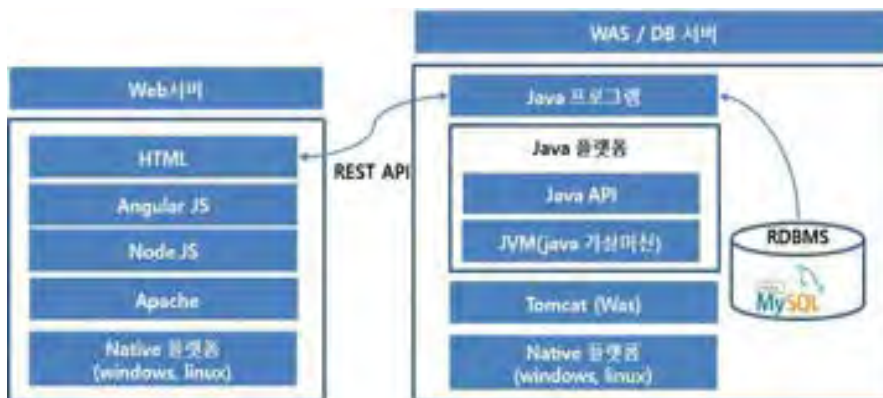 WAS / DB 서버
Web서버
Java 프로그램
HTML
REST API
Java 플랫폼
Angular JS
Java API
Node JS
JVM(java 가상머신)
RDBMS
Apache
MySQL
Tomcat (Was)
Native 플랫폼
(windows, linux)
Native 플랫폼
(windows, linux)